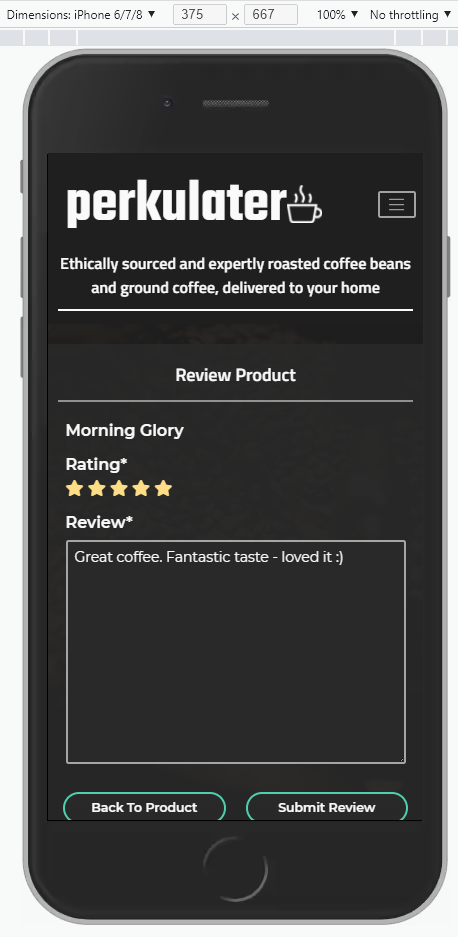 Dimensions: iPhone 6/7/8 ▼ 375 × 667 100% ▼ No throttling ▼
perkulater
Ethically sourced and expertly roasted coffee beans
and ground coffee, delivered to your home
Review Product
Morning Glory
Rating*
Review*
Great coffee. Fantastic taste - loved it :)
Back To Product Submit Review